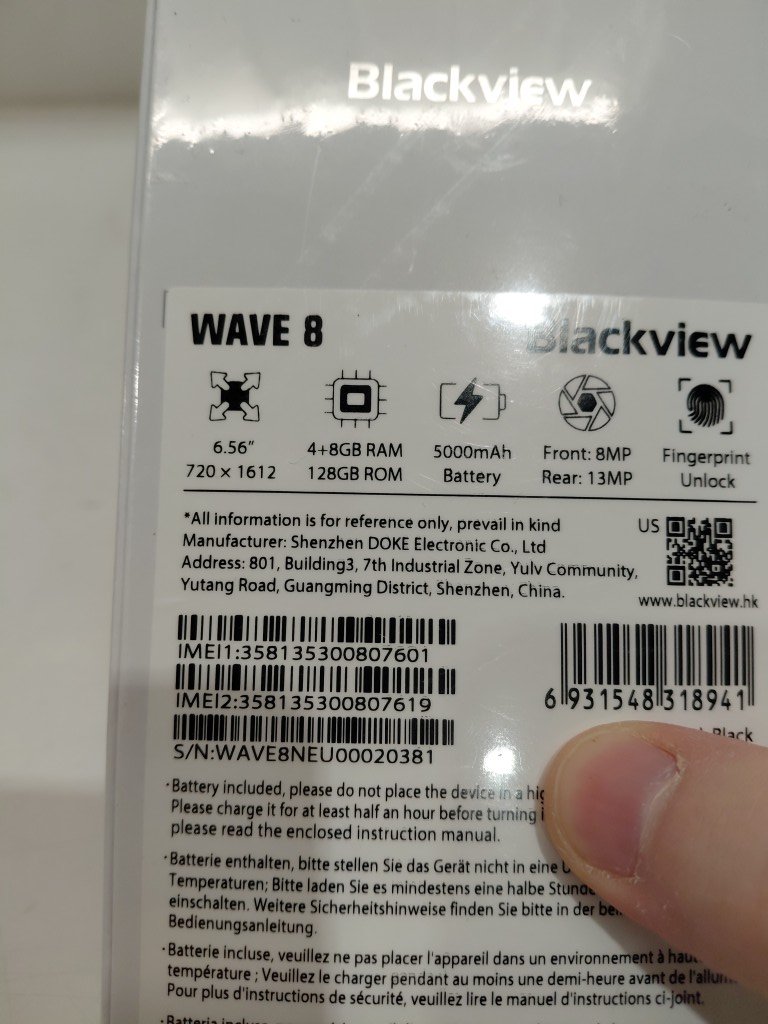 Blackview
WAVE 8
Blackview
6.56"
720 × 1612
4+8GB RAM
128GB ROM
5000mAh
Battery
Front: 8MP
Rear: 13MP
Fingerprint
Unlock
*All information is for reference only, prevail in kind
Manufacturer: Shenzhen DOKE Electronic Co., Ltd
Address: 801, Building3, 7th Industrial Zone, Yulv Community,
Yutang Road, Guangming District, Shenzhen, China.
US
www.blackview.hk
IMEI1:358135300807601
IMEI2:358135300807619
S/N:WAVE8NEU00020381
6 931548 318941
Black
·Battery included, please do not place the device in a
Please charge it for at least half an hour before turning
please read the enclosed instruction manual.
·Batterie enthalten, bitte stellen Sie das Gerät nicht in eine
Temperaturen; Bitte laden Sie es mindestens eine halbe
einschalten. Weitere Sicherheitshinweise finden Sie bitte in der
Bedienungsanleitung.
·Batterie incluse, veuillez ne pas placer l'appareil dans un environnement à
température ; Veuillez le charger pendant au moins une demi-heure avant de
Pour plus d'instructions de sécurité, veuillez lire le manuel d'instructions ci-joint.